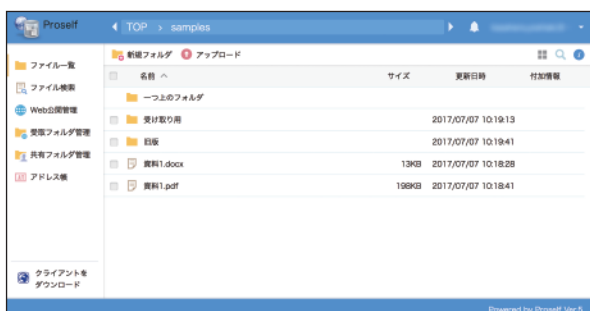 Proself
TOP > samples
新規フォルダ アップロード
ファイル一覧
ファイル検索
Web公開管理
受取フォルダ管理
共有フォルダ管理
アドレス帳
名前 サイズ 更新日時 付加情報
一つ上のフォルダ
受け取り用 2017/07/07 10:19:13
旧版 2017/07/07 10:19:41
資料1.docx 13KB 2017/07/07 10:18:28
資料1.pdf 198KB 2017/07/07 10:18:41
クライアントを
ダウンロード
Powered by Proself Ver.5